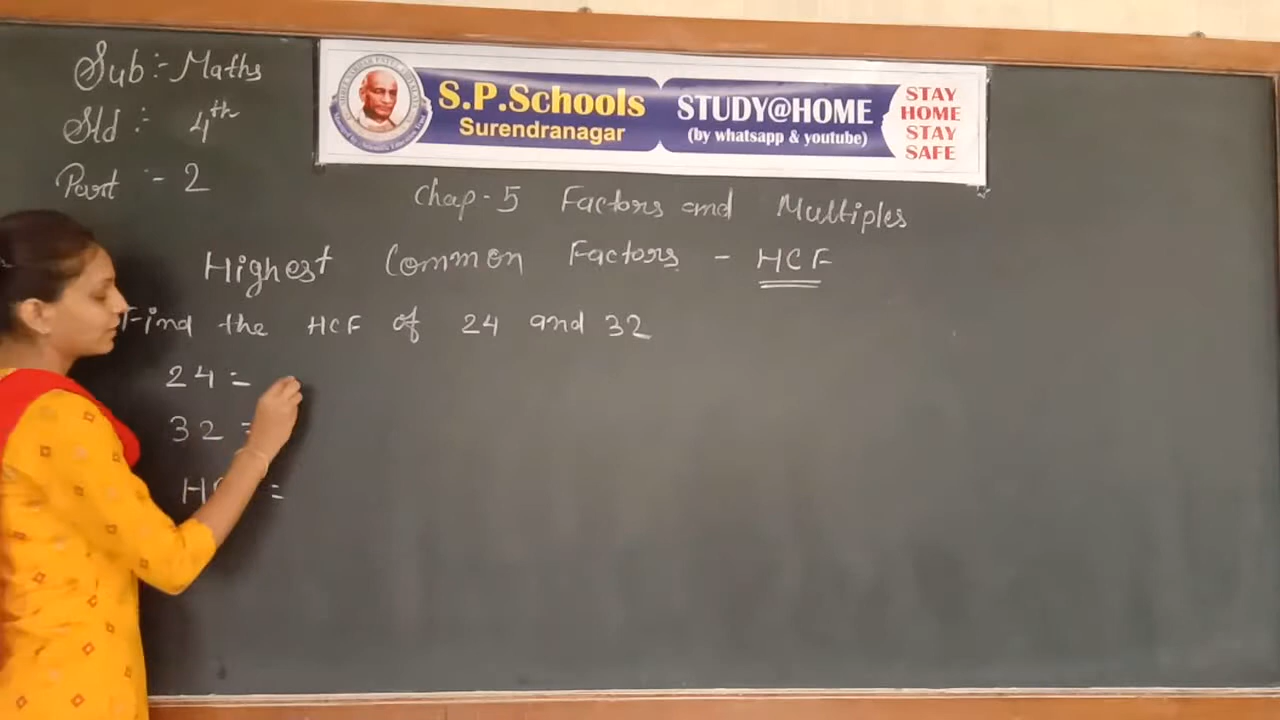 Sub :- Maths
Std :- 4th
Part :- 2
S.P.Schools
Surendranagar
STUDY@HOME
(by whatsapp & youtube)
STAY
HOME
STAY
SAFE
Chap-5 Factors and Multiples
Highest Common Factors - HCF
Find the HCF of 24 and 32
24 =
32 =
H =